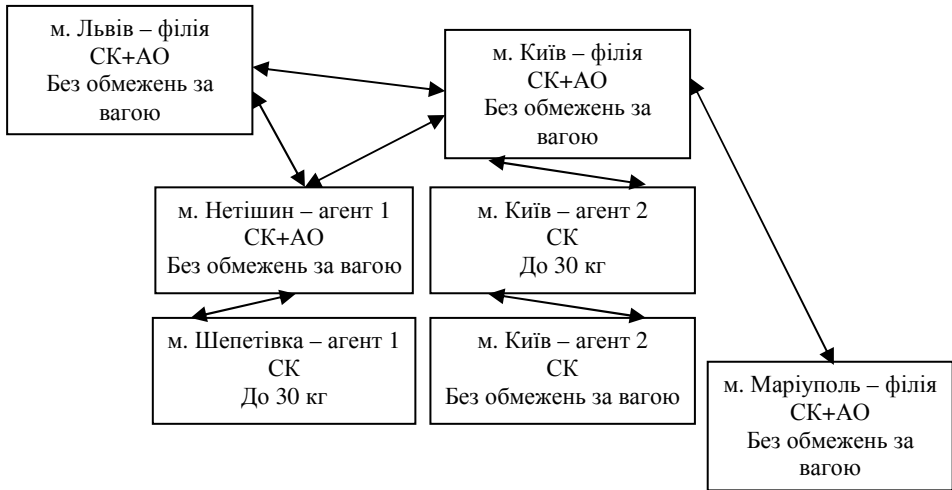 м. Львів – філія
СК+АО
Без обмежень за
вагою
м. Київ – філія
СК+АО
Без обмежень за
вагою
м. Нетішин – агент 1
СК+АО
Без обмежень за вагою
м. Київ – агент 2
СК
До 30 кг
м. Шепетівка – агент 1
СК
До 30 кг
м. Київ – агент 2
СК
Без обмежень за вагою
м. Маріуполь – філія
СК+АО
Без обмежень за
вагою